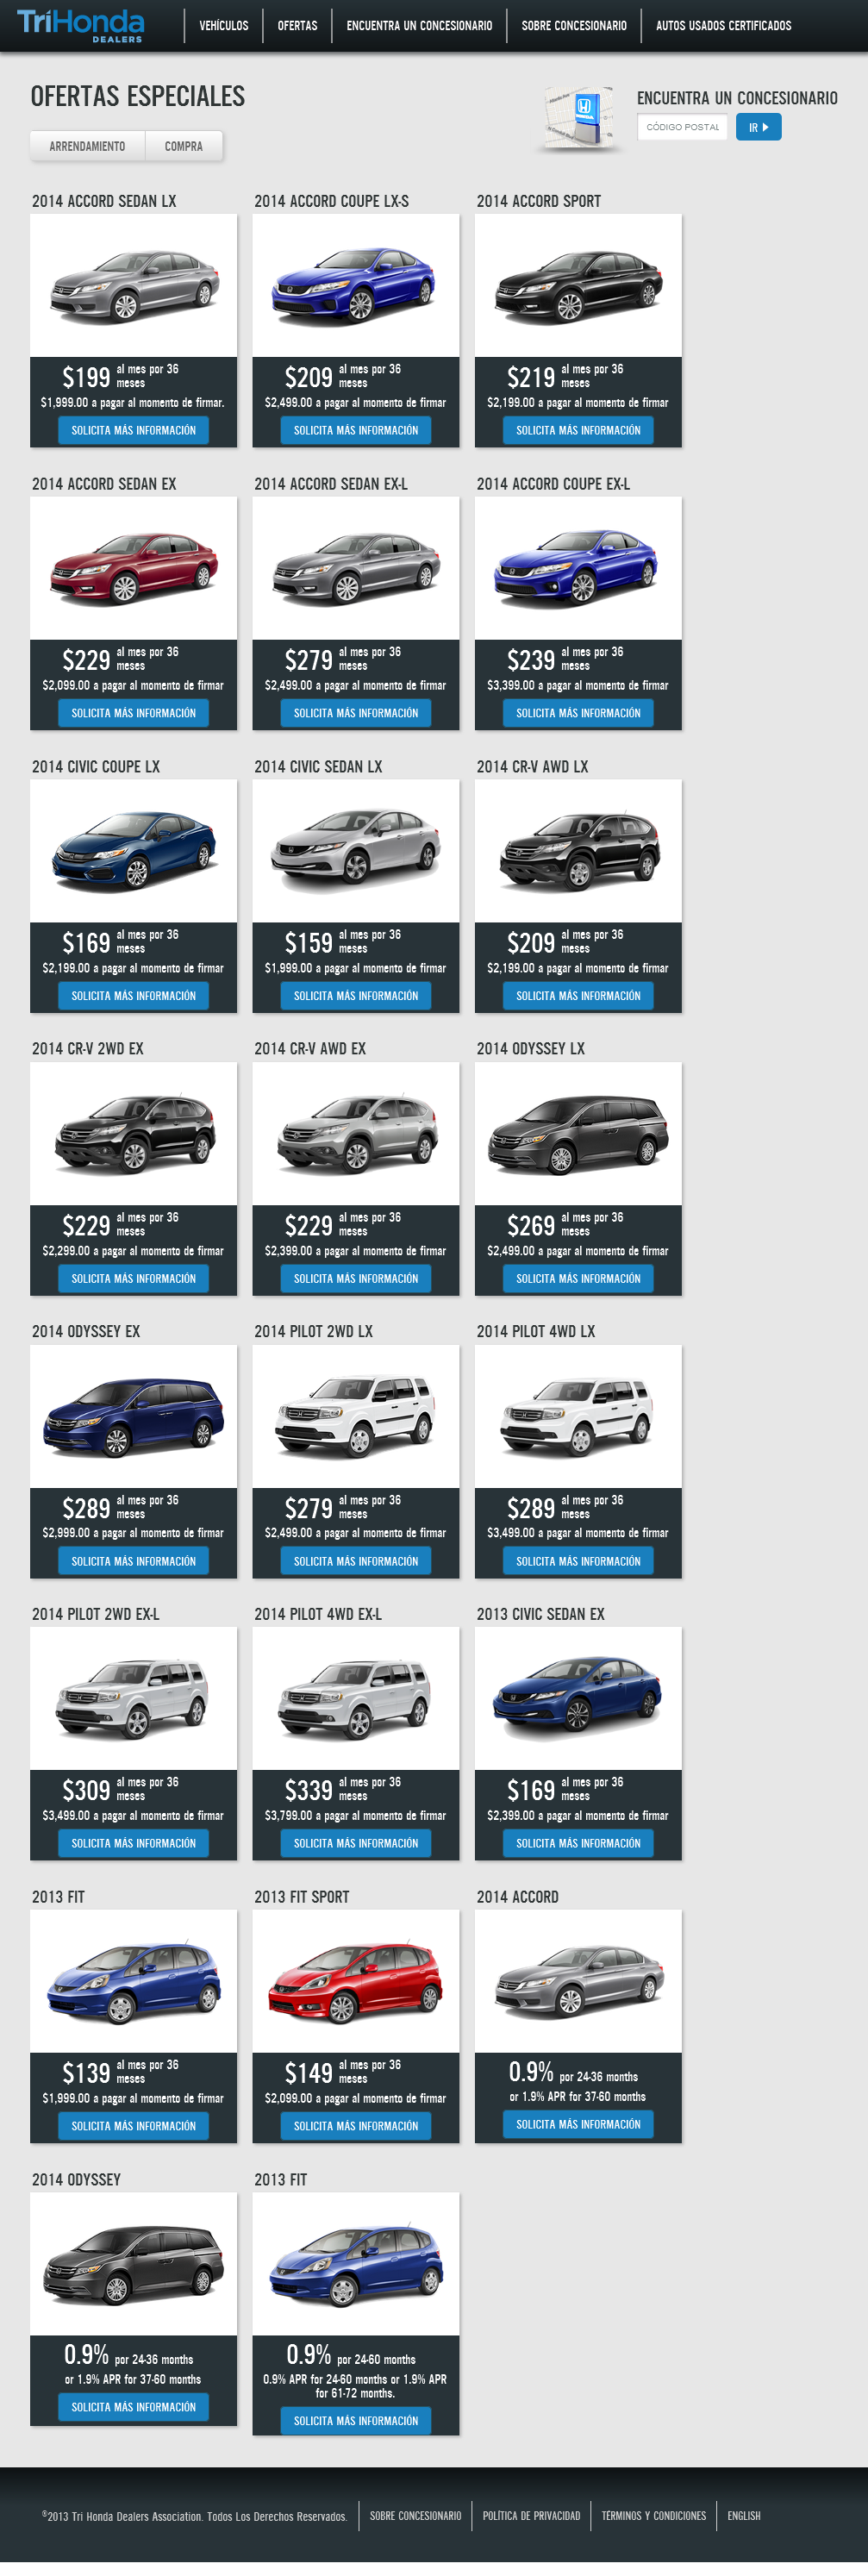 TriHonda
DEALERS
VEHÍCULOS
OFERTAS
ENCUENTRA UN CONCESIONARIO
SOBRE CONCESIONARIO
AUTOS USADOS CERTIFICADOS
OFERTAS ESPECIALES
ARRENDAMIENTO
COMPRA
ENCUENTRA UN CONCESIONARIO
CÓDIGO POSTAL
IR
2014 ACCORD SEDAN LX
$199 al mes por 36
meses
$1,999.00 a pagar al momento de firmar.
SOLICITA MÁS INFORMACIÓN
2014 ACCORD COUPE LX-S
$209 al mes por 36
meses
$2,499.00 a pagar al momento de firmar
SOLICITA MÁS INFORMACIÓN
2014 ACCORD SPORT
$219 al mes por 36
meses
$2,199.00 a pagar al momento de firmar
SOLICITA MÁS INFORMACIÓN
2014 ACCORD SEDAN EX
$229 al mes por 36
meses
$2,099.00 a pagar al momento de firmar
SOLICITA MÁS INFORMACIÓN
2014 ACCORD SEDAN EX-L
$279 al mes por 36
meses
$2,499.00 a pagar al momento de firmar
SOLICITA MÁS INFORMACIÓN
2014 ACCORD COUPE EX-L
$239 al mes por 36
meses
$3,399.00 a pagar al momento de firmar
SOLICITA MÁS INFORMACIÓN
2014 CIVIC COUPE LX
$169 al mes por 36
meses
$2,199.00 a pagar al momento de firmar
SOLICITA MÁS INFORMACIÓN
2014 CIVIC SEDAN LX
$159 al mes por 36
meses
$1,999.00 a pagar al momento de firmar
SOLICITA MÁS INFORMACIÓN
2014 CR-V AWD LX
$209 al mes por 36
meses
$2,199.00 a pagar al momento de firmar
SOLICITA MÁS INFORMACIÓN
2014 CR-V 2WD EX
$229 al mes por 36
meses
$2,299.00 a pagar al momento de firmar
SOLICITA MÁS INFORMACIÓN
2014 CR-V AWD EX
$229 al mes por 36
meses
$2,399.00 a pagar al momento de firmar
SOLICITA MÁS INFORMACIÓN
2014 ODYSSEY LX
$269 al mes por 36
meses
$2,499.00 a pagar al momento de firmar
SOLICITA MÁS INFORMACIÓN
2014 ODYSSEY EX
$289 al mes por 36
meses
$2,999.00 a pagar al momento de firmar
SOLICITA MÁS INFORMACIÓN
2014 PILOT 2WD LX
$279 al mes por 36
meses
$2,499.00 a pagar al momento de firmar
SOLICITA MÁS INFORMACIÓN
2014 PILOT 4WD LX
$289 al mes por 36
meses
$3,499.00 a pagar al momento de firmar
SOLICITA MÁS INFORMACIÓN
2014 PILOT 2WD EX-L
$309 al mes por 36
meses
$3,499.00 a pagar al momento de firmar
SOLICITA MÁS INFORMACIÓN
2014 PILOT 4WD EX-L
$339 al mes por 36
meses
$3,799.00 a pagar al momento de firmar
SOLICITA MÁS INFORMACIÓN
2013 CIVIC SEDAN EX
$169 al mes por 36
meses
$2,399.00 a pagar al momento de firmar
SOLICITA MÁS INFORMACIÓN
2013 FIT
$139 al mes por 36
meses
$1,999.00 a pagar al momento de firmar
SOLICITA MÁS INFORMACIÓN
2013 FIT SPORT
$149 al mes por 36
meses
$2,099.00 a pagar al momento de firmar
SOLICITA MÁS INFORMACIÓN
2014 ACCORD
0.9% por 24-36 months
or 1.9% APR for 37-60 months
SOLICITA MÁS INFORMACIÓN
2014 ODYSSEY
0.9% por 24-36 months
or 1.9% APR for 37-60 months
SOLICITA MÁS INFORMACIÓN
2013 FIT
0.9% por 24-60 months
0.9% APR for 24-60 months or 1.9% APR
for 61-72 months.
SOLICITA MÁS INFORMACIÓN
®2013 Tri Honda Dealers Association. Todos Los Derechos Reservados.
SOBRE CONCESIONARIO
POLÍTICA DE PRIVACIDAD
TÉRMINOS Y CONDICIONES
ENGLISH